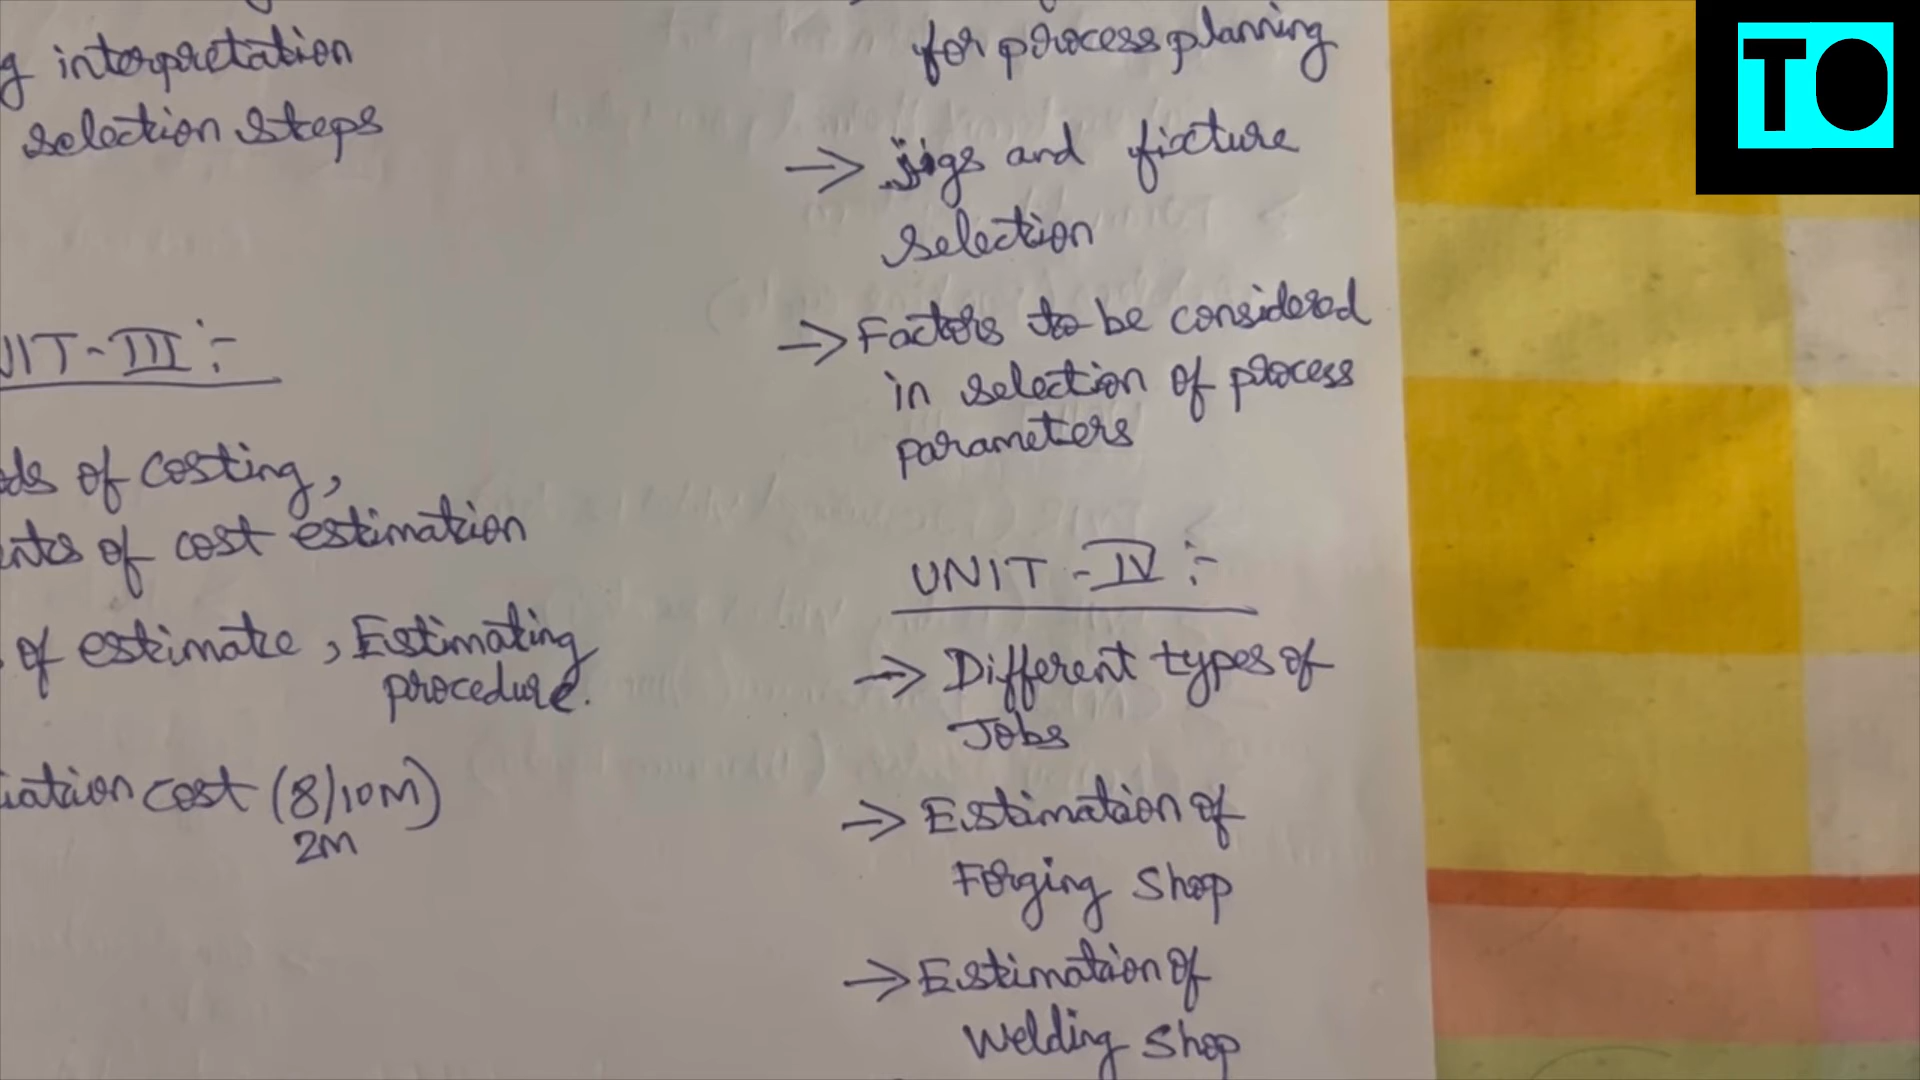 interpretation
selection steps
UNIT-III :-
of costing,
of cost estimation
of estimate, Estimating
procedure.
cost (8/10M)
2M
for process planning
→ jigs and fixture
selection
→ Factors to be considered
in selection of process
parameters
UNIT-IV :-
→ Different types of
Jobs
→ Estimation of
Forging Shop
→ Estimation of
Welding Shop
TO